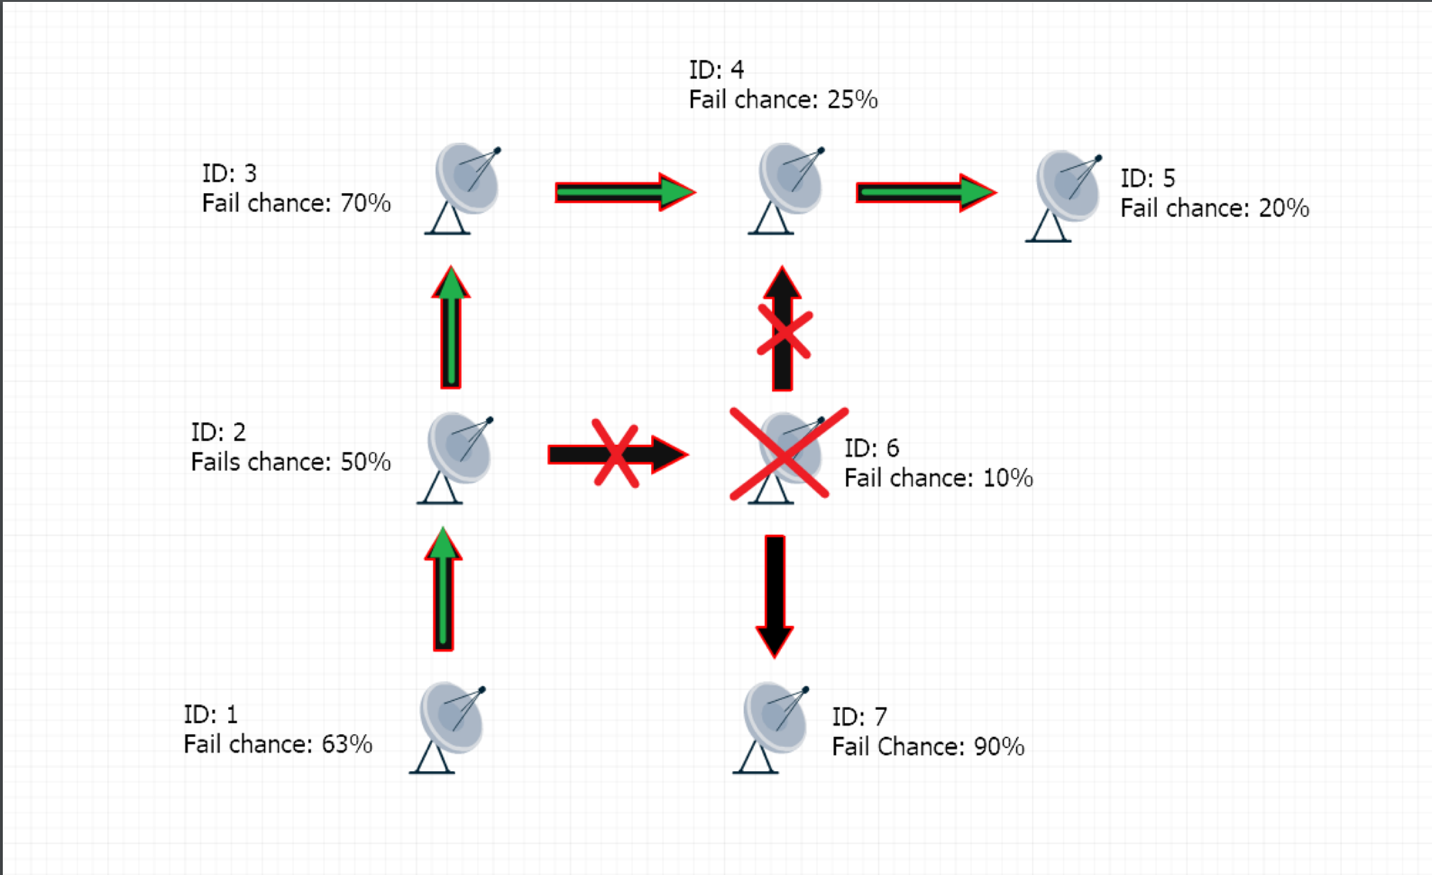 ID: 4
Fail chance: 25%
ID: 3
Fail chance: 70%
ID: 5
Fail chance: 20%
ID: 2
Fails chance: 50%
ID: 6
Fail chance: 10%
ID: 1
Fail chance: 63%
ID: 7
Fail Chance: 90%